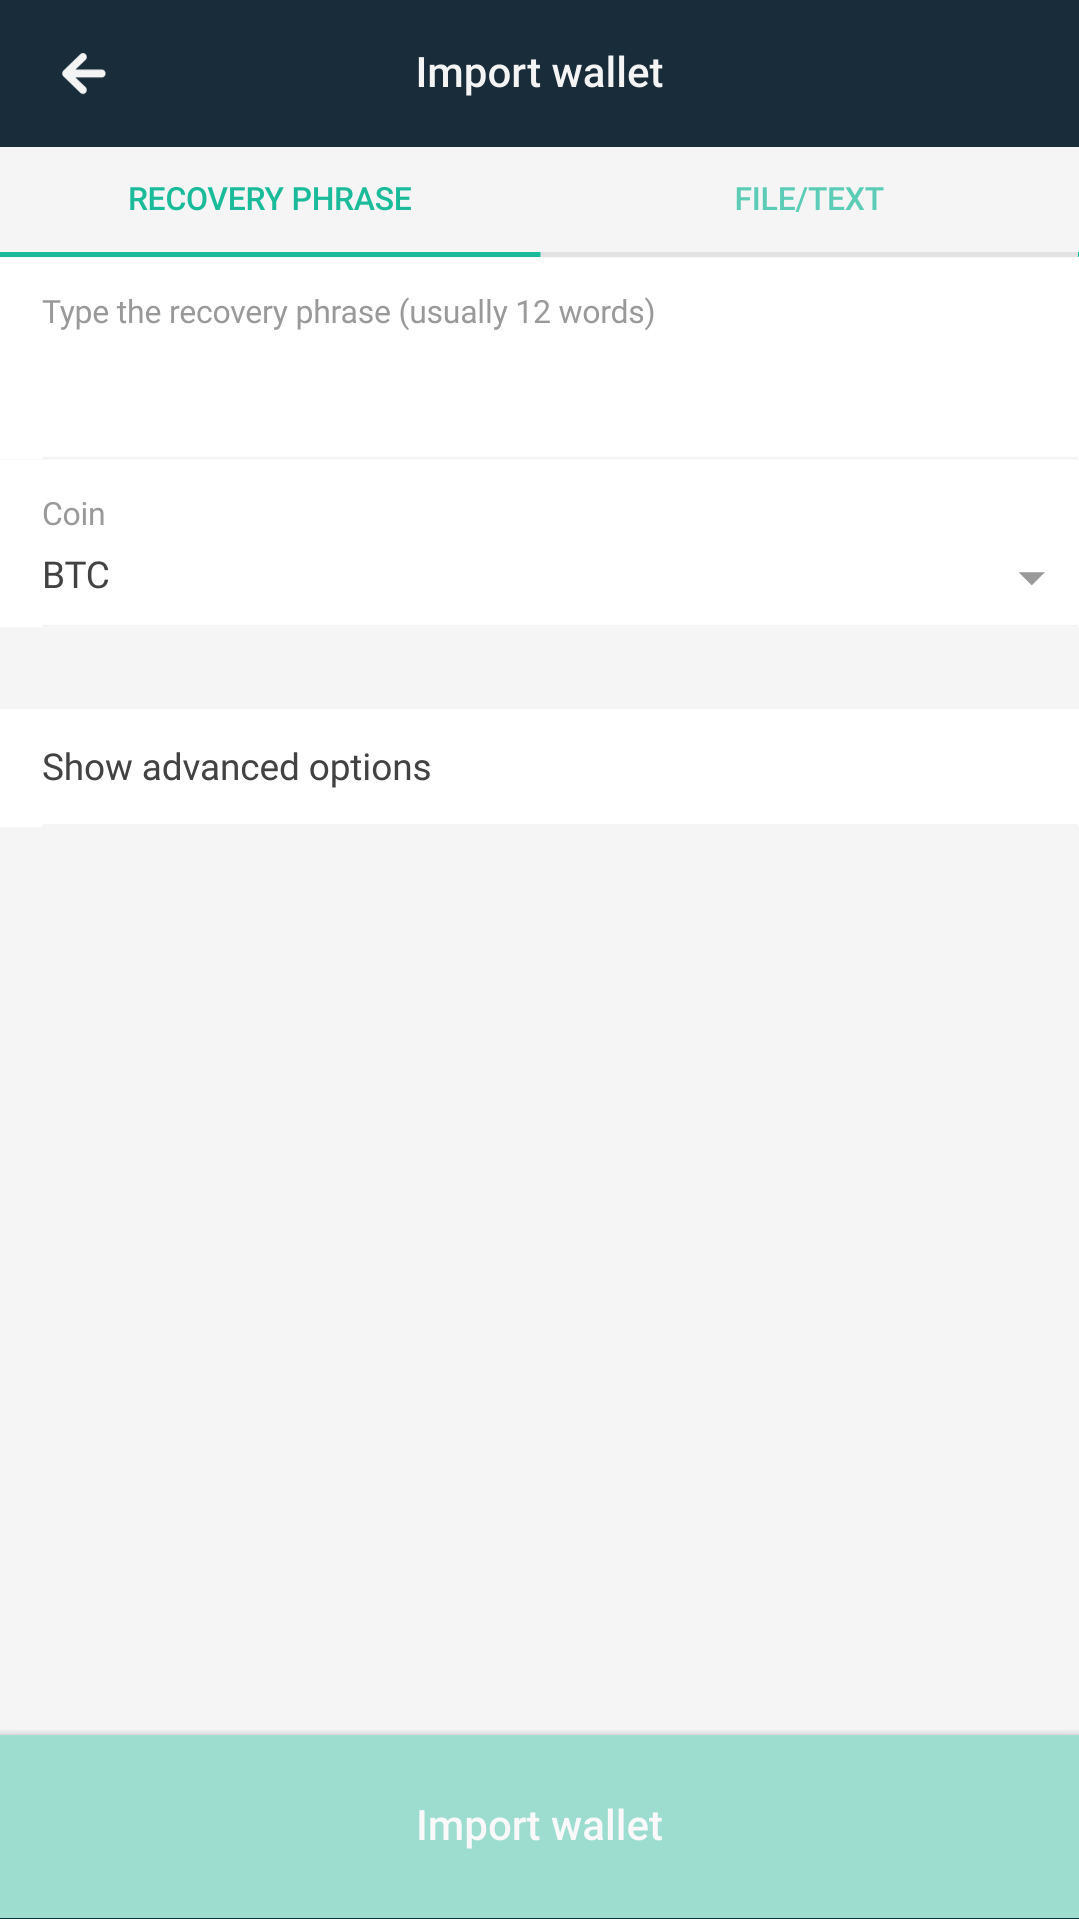 Import wallet
RECOVERY PHRASE
FILE/TEXT
Type the recovery phrase (usually 12 words)
Coin
BTC
Show advanced options
Import wallet